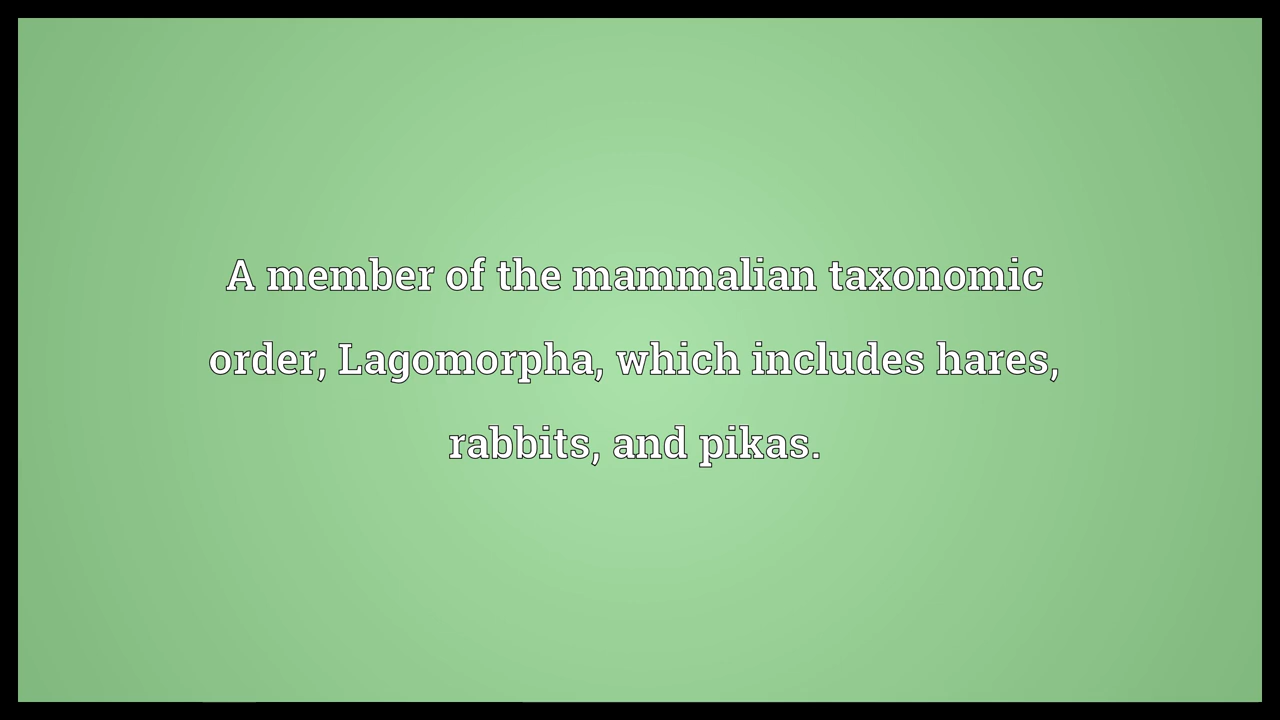 A member of the mammalian taxonomic
order, Lagomorpha, which includes hares,
rabbits, and pikas.